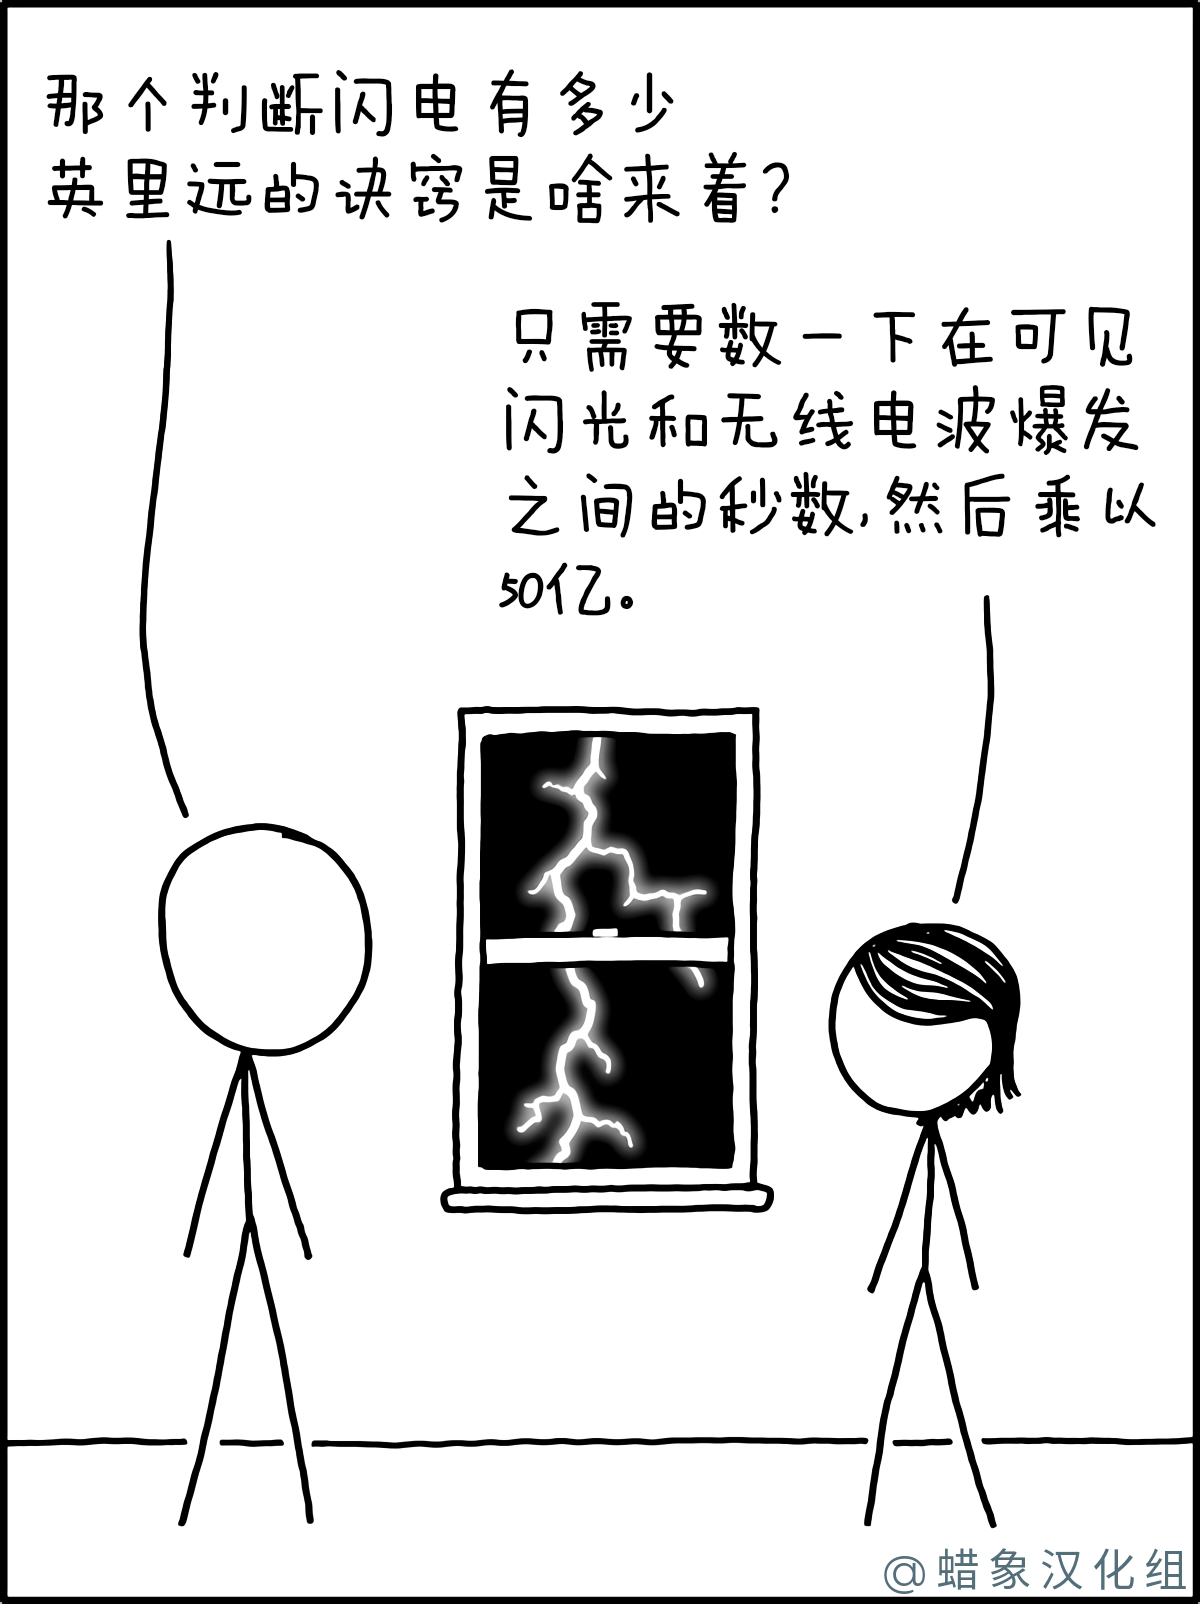 那个判断闪电有多少
英里远的诀窍是啥来着？
只需要数一下在可见
闪光和无线电波爆发
之间的秒数，然后乘以
50亿。
@蜡象汉化组